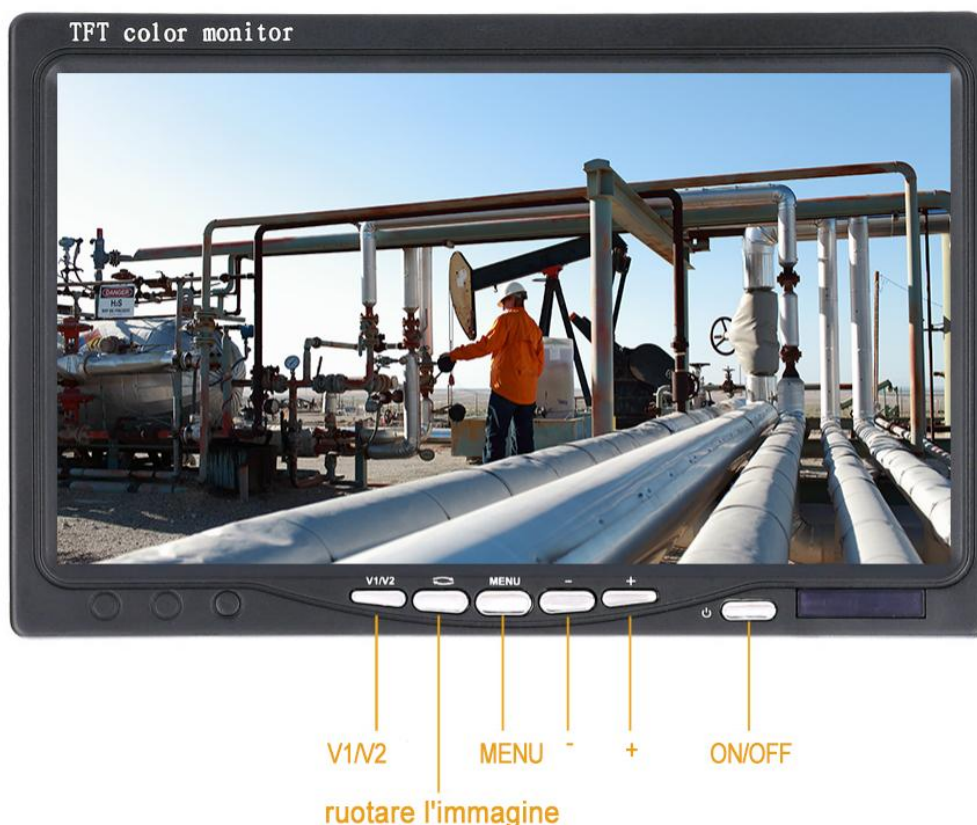 TFT color monitor
DANGER
H₂S
V1/V2
MENU
-
+
V1/V2
MENU
-
+
ON/OFF
ruotare l'immagine